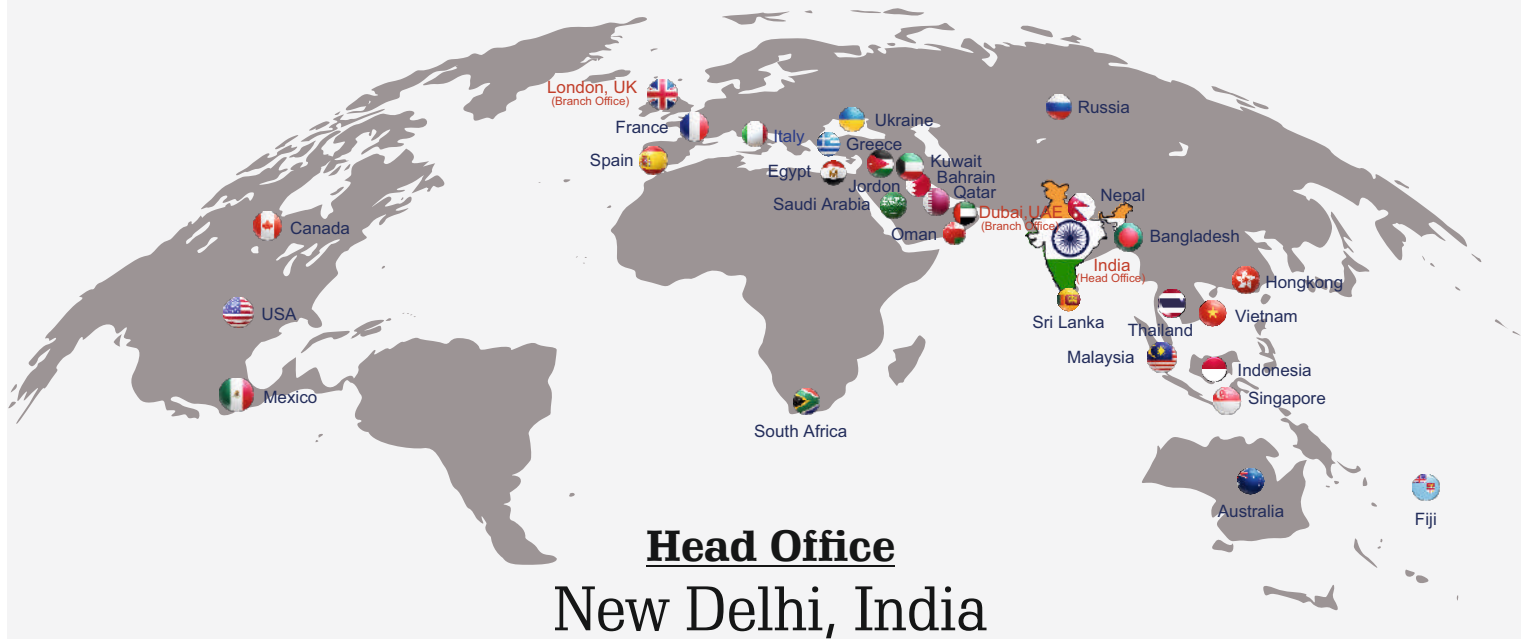 London, UK
(Branch Office)
France
Spain
Italy
Ukraine
Greece
Egypt
Jordon
Kuwait
Bahrain
Qatar
Saudi Arabia
Dubai,UAE
(Branch Office)
Oman
Russia
Nepal
Bangladesh
India
(Head Office)
Sri Lanka
Hongkong
Thailand
Vietnam
Malaysia
Indonesia
Singapore
Canada
USA
Mexico
South Africa
Australia
Fiji
Head Office
New Delhi, India